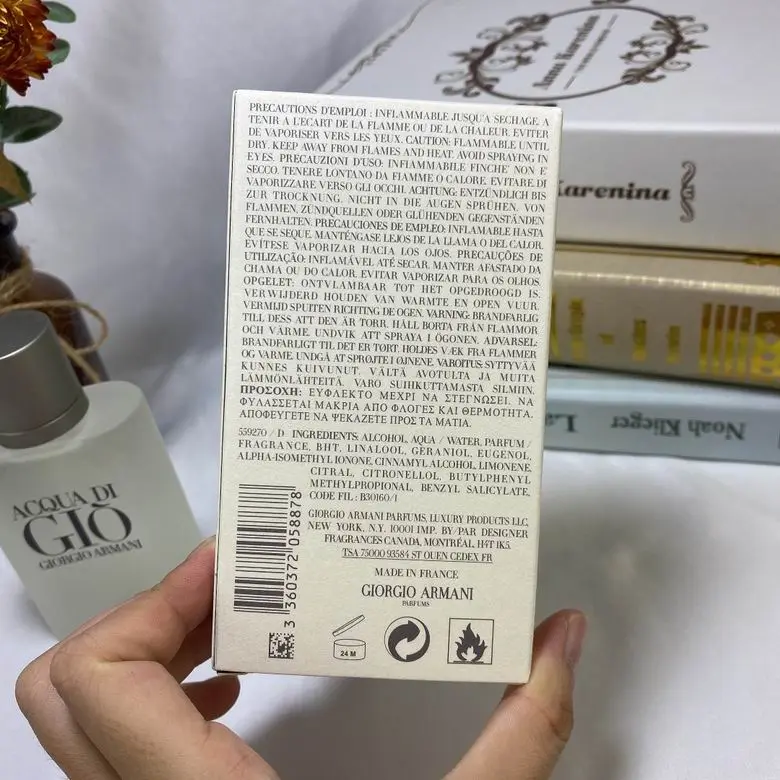 Anna Karenina
Karenina
Noah Klieger
La
ACQUA DI
GIÒ
GIORGIO ARMANI
PRECAUTIONS D'EMPLOI : INFLAMMABLE JUSQU'A SECHAGE. A
TENIR A L'ECART DE LA FLAMME OU DE LA CHALEUR. EVITER
DE VAPORISER VERS LES YEUX. CAUTION: FLAMMABLE UNTIL
DRY. KEEP AWAY FROM FLAMES AND HEAT. AVOID SPRAYING IN
EYES. PRECAUZIONI D'USO: INFIAMMABILE FINCHE' NON E'
SECCO. TENERE LONTANO DA FIAMME O CALORE. EVITARE DI
VAPORIZZARE VERSO GLI OCCHI. ACHTUNG: ENTZÜNDLICH BIS
ZUR TROCKNUNG. NICHT IN DIE AUGEN SPRÜHEN. VON
FLAMMEN, ZÜNDQUELLEN ODER GLÜHENDEN GEGENSTÄNDEN
FERNHALTEN. PRECAUCIONES DE EMPLEO: INFLAMABLE HASTA
QUE SE SEQUE. MANTÉNGASE LEJOS DE LA LLAMA O DEL CALOR.
EVÍTESE VAPORIZAR HACIA LOS OJOS. PRECAUÇÕES DE
UTILIZAÇÃO: INFLAMÁVEL ATÉ SECAR. MANTER AFASTADO DA
CHAMA OU DO CALOR. EVITAR VAPORIZAR PARA OS OLHOS.
OPGELET: ONTVLAMBAAR TOT HET OPGEDROOGD IS.
VERWIJDERD HOUDEN VAN WARMTE EN OPEN VUUR.
VERMIJD SPUITEN RICHTING DE OGEN. VARNING: BRANDFARLIG
TILL DESS ATT DEN ÄR TORR. HÅLL BORTA FRÅN FLAMMOR
OCH VÄRME. UNDVIK ATT SPRAYA I ÖGONEN. ADVARSEL:
BRANDFARLIGT TIL DET ER TØRT. HOLDES VÆK FRA FLAMMER
OG VARME. UNDGÅ AT SPRØJTE I ØJNENE. VAROITUS: SYTTYVÄÄ
KUNNES KUIVUNUT. VÄLTÄ AVOTULTA JA MUITA
LÄMMÖNLÄHTEITÄ. VARO SUIHKUTTAMASTA SILMIIN.
ΠΡΟΣΟΧΗ: ΕΥΦΛΕΚΤΟ ΜΕΧΡΙ ΝΑ ΣΤΕΓΝΩΣΕΙ. ΝΑ
ΦΥΛΑΣΣΕΤΑΙ ΜΑΚΡΙΑ ΑΠΟ ΦΛΟΓΕΣ ΚΑΙ ΘΕΡΜΟΤΗΤΑ.
ΑΠΟΦΕΥΓΕΤΕ ΝΑ ΨΕΚΑΖΕΤΕ ΠΡΟΣ ΤΑ ΜΑΤΙΑ.
559270 / D INGREDIENTS: ALCOHOL, AQUA / WATER, PARFUM /
FRAGRANCE, BHT, LINALOOL, GERANIOL, EUGENOL,
ALPHA-ISOMETHYL IONONE, CINNAMYL ALCOHOL, LIMONENE,
CITRAL, CITRONELLOL, BUTYLPHENYL
METHYLPROPIONAL, BENZYL SALICYLATE,
CODE FIL : B30160/1
GIORGIO ARMANI PARFUMS, LUXURY PRODUCTS LLC,
NEW YORK, N.Y. 10001 IMP. BY/PAR DESIGNER
FRAGRANCES CANADA, MONTRÉAL, H4T 1K5.
TSA 75000 93584 ST OUEN CEDEX FR
MADE IN FRANCE
GIORGIO ARMANI
PARFUMS
3 360372 058878
24 M